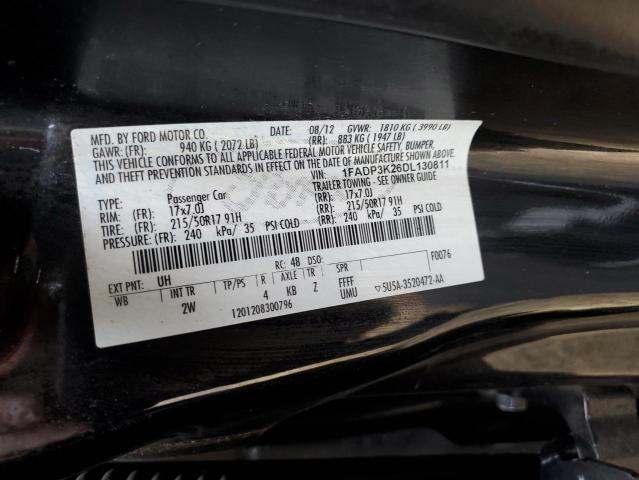 MFD. BY FORD MOTOR CO. DATE: 08/12 GVWR: 1810 KG ( 3990 LB)
GAWR: (FR): 940 KG ( 2072 LB) (RR): 883 KG ( 1947 LB)
THIS VEHICLE CONFORMS TO ALL APPLICABLE FEDERAL MOTOR VEHICLE SAFETY, BUMPER,
AND THEFT PREVENTION STANDARDS IN EFFECT ON THE DATE OF MANUFACTURE SHOWN ABOVE.
VIN: 1FADP3K26DL130811
TYPE: Passenger Car TRAILER TOWING - SEE OWNER GUIDE
RIM: (FR): 17x7.0J (RR): 17x7.0J
TIRE: (FR): 215/50R17 91H (RR): 215/50R17 91H
PRESSURE: (FR): 240 kPa/ 35 PSI COLD (RR): 240 kPa/ 35 PSI COLD
EXT PNT: UH RC: 48 DSO: F0076
WB INT TR TP/PS R AXLE TR SPR
2W 4 KB Z FFFF
UMU
1201208300796 5U5A-3520472-AA